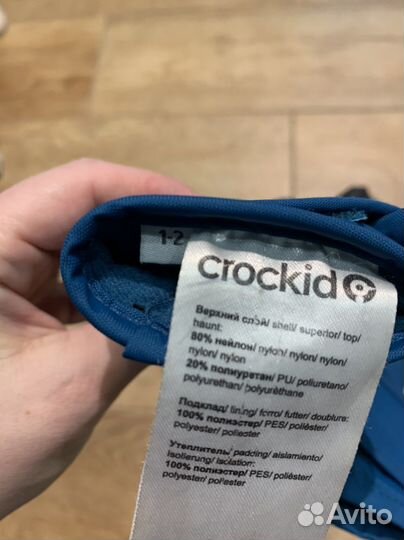 1-2
crockid
Верхний слой/ shell/ superior/ top/
haunt:
80% нейлон/ nylon/ nylon/ nylon/
nylon/ nylon
20% полиуретан/ PU/ poliuretano/
polyurethan/ polyuréthane
Подклад/ lining/ forro/ futter/ doublure:
100% полиэстер/ PES/ poliéster/
polyester/ poliester
Утеплитель/ padding/ aislamiento/
Isolierung/ isolation:
100% полиэстер/ PES/ poliéster/
polyester/ poliester
Avito